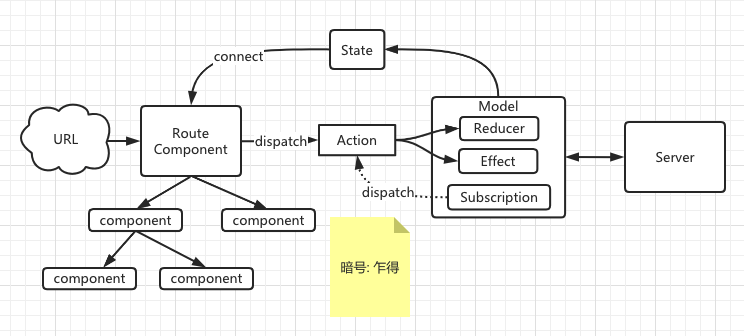 State
connect
Model
URL
Route
Component
dispatch
Action
Reducer
Effect
Server
dispatch
Subscription
component
component
component
component
暗号: 乍得